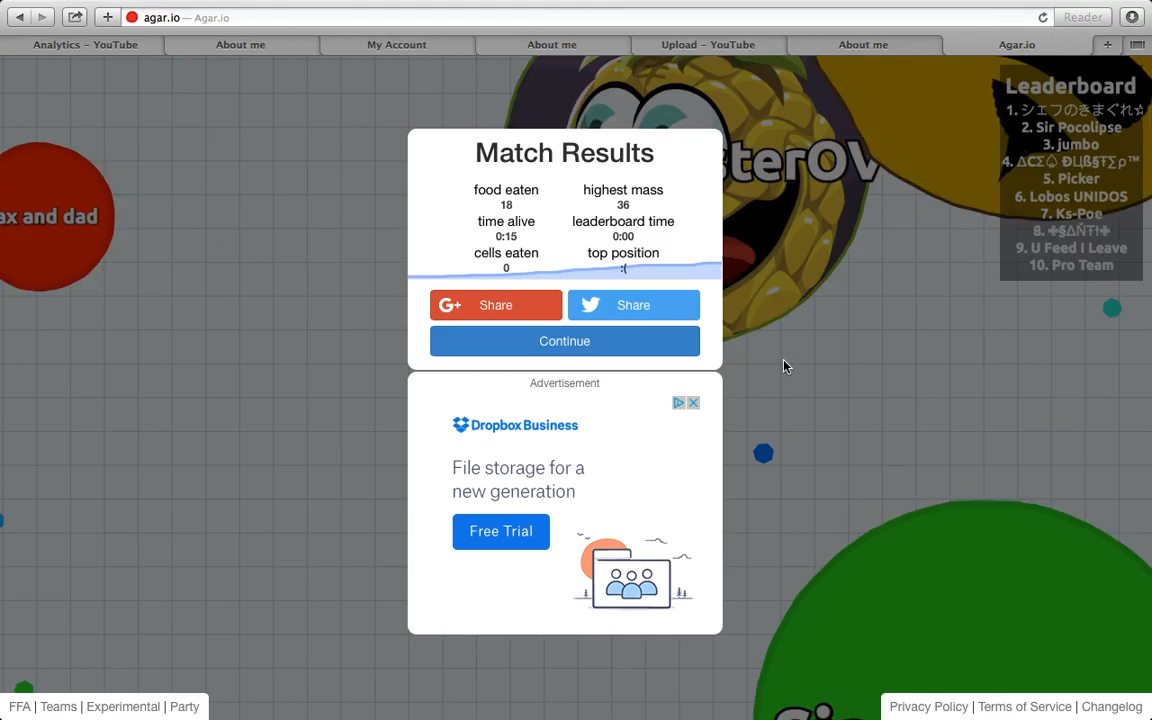 agar.io — Agar.io
Reader
Analytics – YouTube
About me
My Account
About me
Upload – YouTube
About me
Agar.io
Leaderboard
1. シェフのきまぐれ☆
2. Sir Pocolipse
3. jumbo
4. ΔCΣ♤ ĐЦß§Ŧ∑ρ™
5. Picker
6. Lobos UNIDOS
7. Ks-Poe
8. ✙§ΔŇŦƗ✙
9. U Feed I Leave
10. Pro Team
ax and dad
sterOV
Match Results
food eaten
18
highest mass
36
time alive
0:15
leaderboard time
0:00
cells eaten
0
top position
:(
G+ Share
Share
Continue
Advertisement
Dropbox Business
File storage for a
new generation
Free Trial
FFA | Teams | Experimental | Party
Privacy Policy | Terms of Service | Changelog